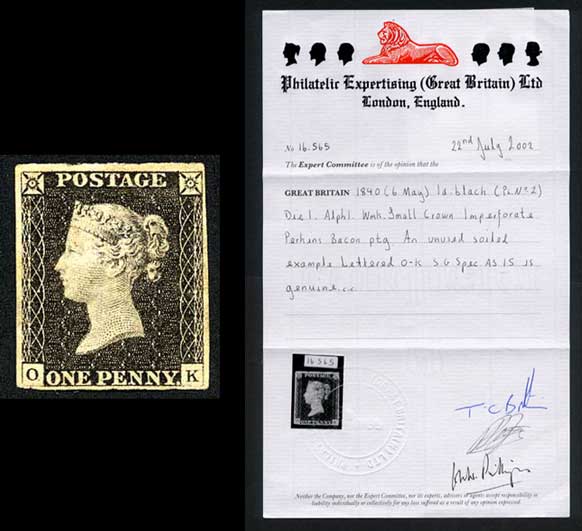 POSTAGE
O ONE PENNY K
Philatelic Expertising (Great Britain) Ltd
London, England.
No 16.565 22nd July 2002
The Expert Committee is of the opinion that the
GREAT BRITAIN 1840 (6 May) 1d. black (Pl. No 2)
Die I. Alph I. Wmk. Small Crown Imperforate
Perkins Bacon ptg. An unused soiled
example Lettered O-K S.G Spec. AS 15 is
genuine...
16.565
POSTAGE
ONE PENNY
Neither the Company, nor the Expert Committee, nor its experts, advisors or agents accept responsibility or
liability individually or collectively for any loss suffered as a result of any opinion expressed.